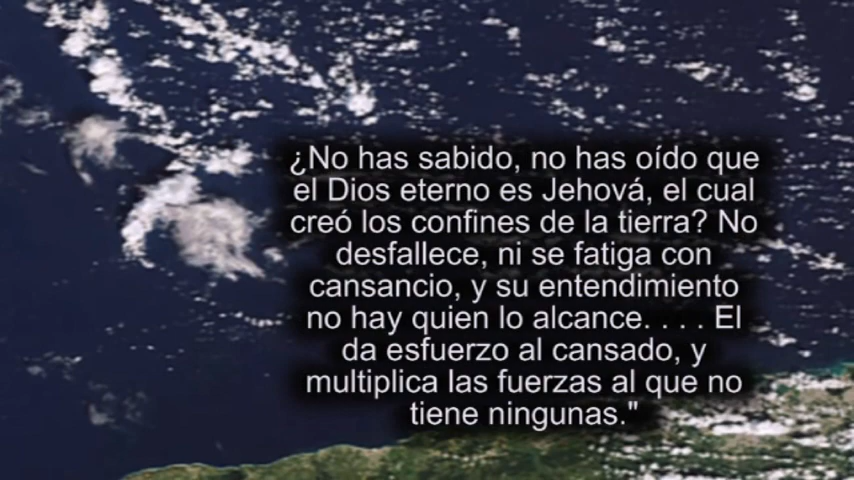 ¿No has sabido, no has oído que
el Dios eterno es Jehová, el cual
creó los confines de la tierra? No
desfallece, ni se fatiga con
cansancio, y su entendimiento
no hay quien lo alcance. . . . El
da esfuerzo al cansado, y
multiplica las fuerzas al que no
tiene ningunas."